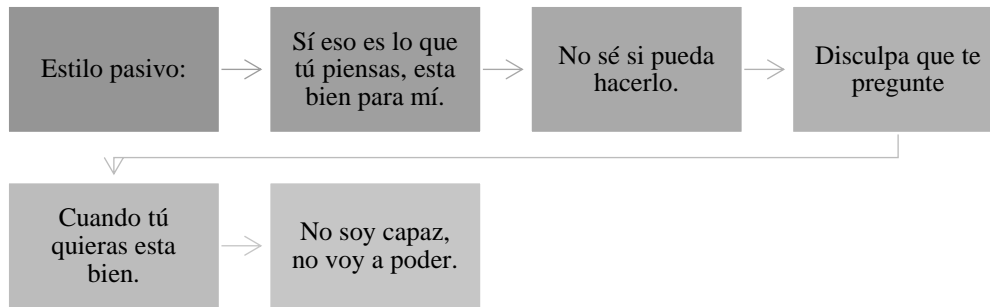 Estilo pasivo:
Sí eso es lo que
tú piensas, esta
bien para mí.
No sé si pueda
hacerlo.
Disculpa que te
pregunte
Cuando tú
quieras esta
bien.
No soy capaz,
no voy a poder.